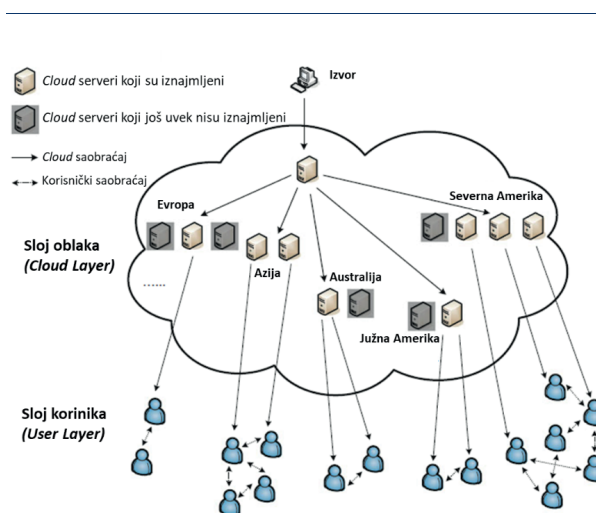 Izvor
Cloud serveri koji su iznajmljeni
Cloud serveri koji još uvek nisu iznajmljeni
Cloud saobraćaj
Korisnički saobraćaj
Evropa
Severna Amerika
Sloj oblaka
(Cloud Layer)
Azija
Australija
......
Južna Amerika
Sloj korinika
(User Layer)